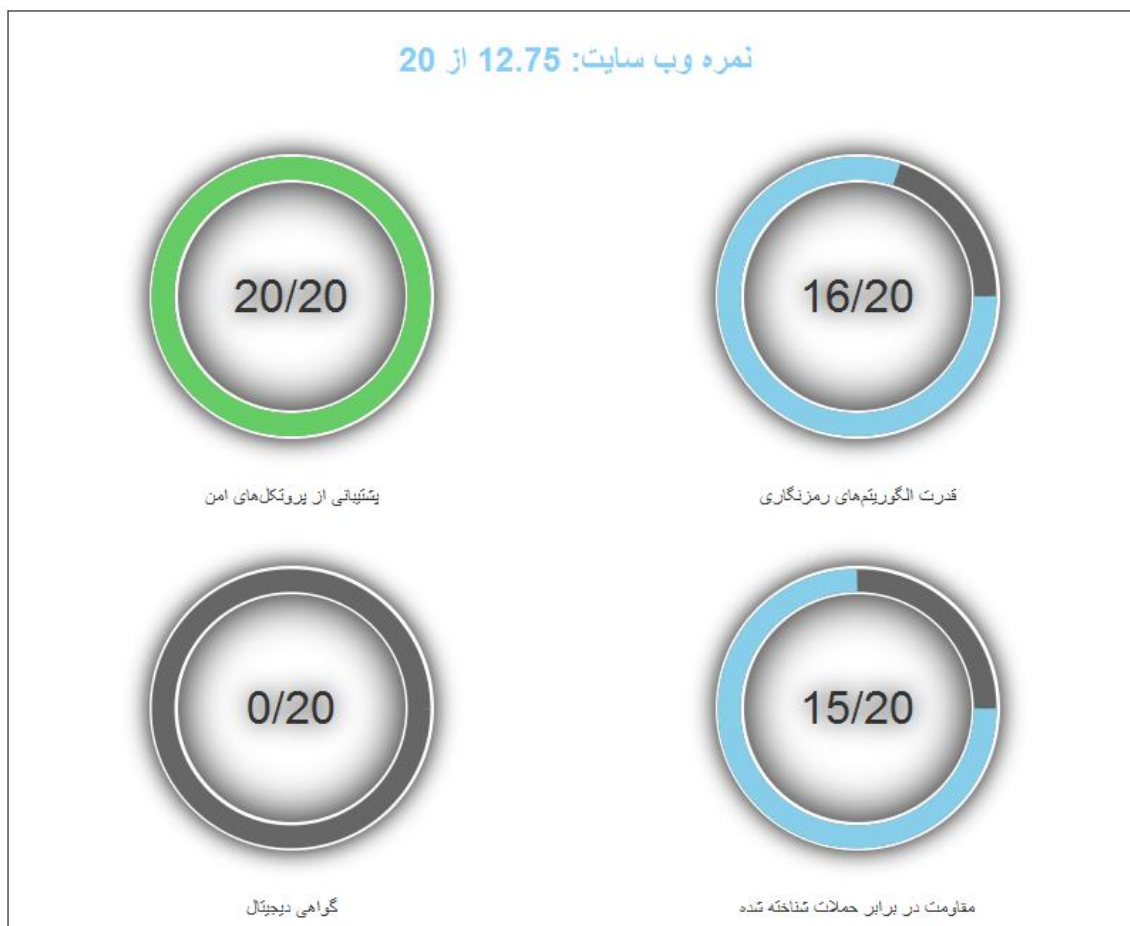 نمره وب سایت: 12.75 از 20
16/20
قدرت الگوریتم‌های رمزنگاری
20/20
پشتیبانی از پروتکل‌های امن
15/20
مقاومت در برابر حملات شناخته شده
0/20
گواهی دیجیتال